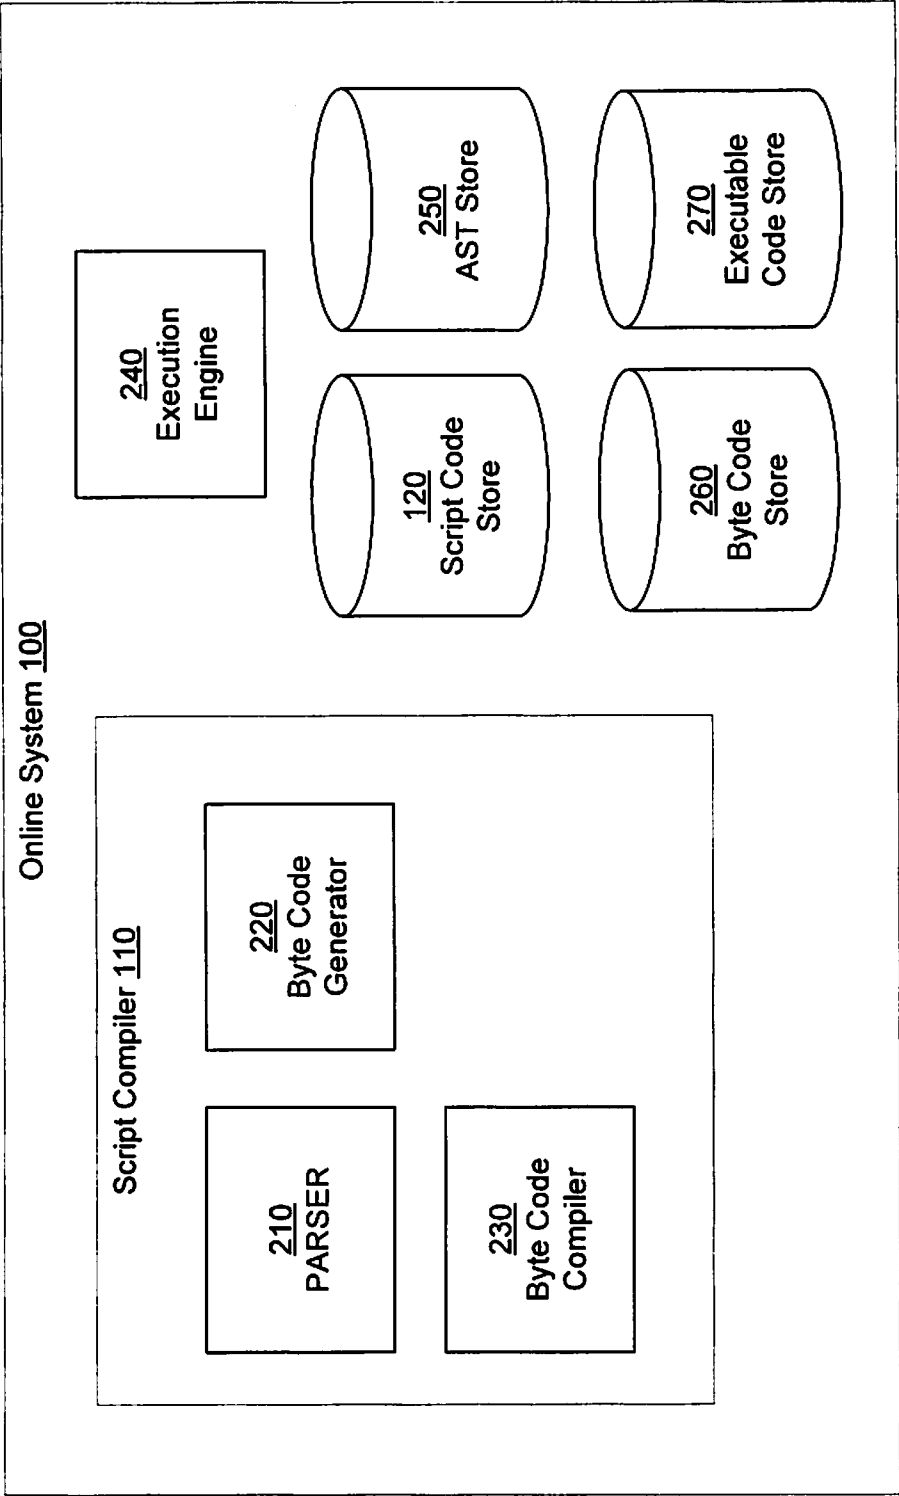 Online System 100
Script Compiler 110
210
PARSER
220
Byte Code
Generator
230
Byte Code
Compiler
240
Execution
Engine
120
Script Code
Store
250
AST Store
260
Byte Code
Store
270
Executable
Code Store